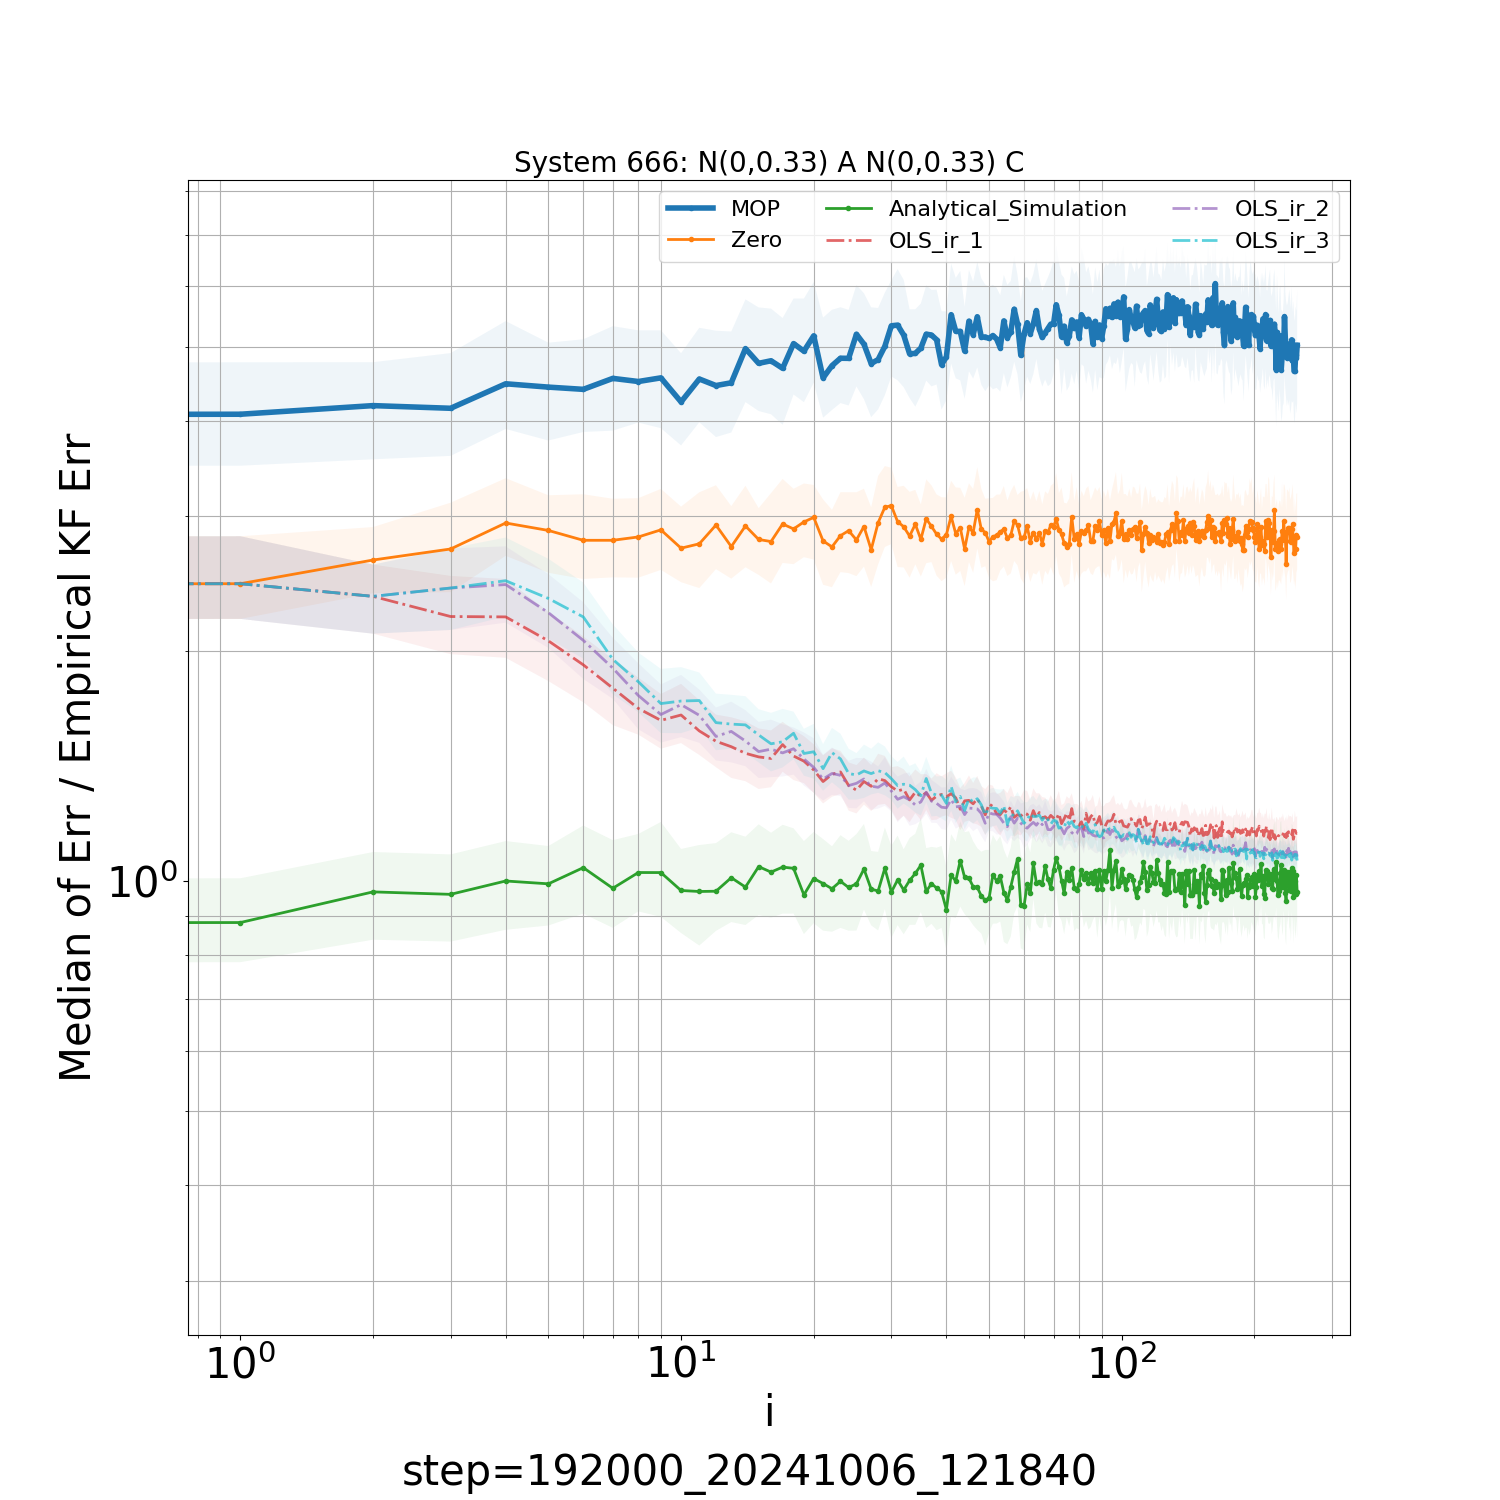 System 666: N(0,0.33) A N(0,0.33) C
MOP
Zero
Analytical_Simulation
OLS_ir_1
OLS_ir_2
OLS_ir_3
Median of Err / Empirical KF Err
10⁰
10⁰
10¹
10²
i
step=192000_20241006_121840